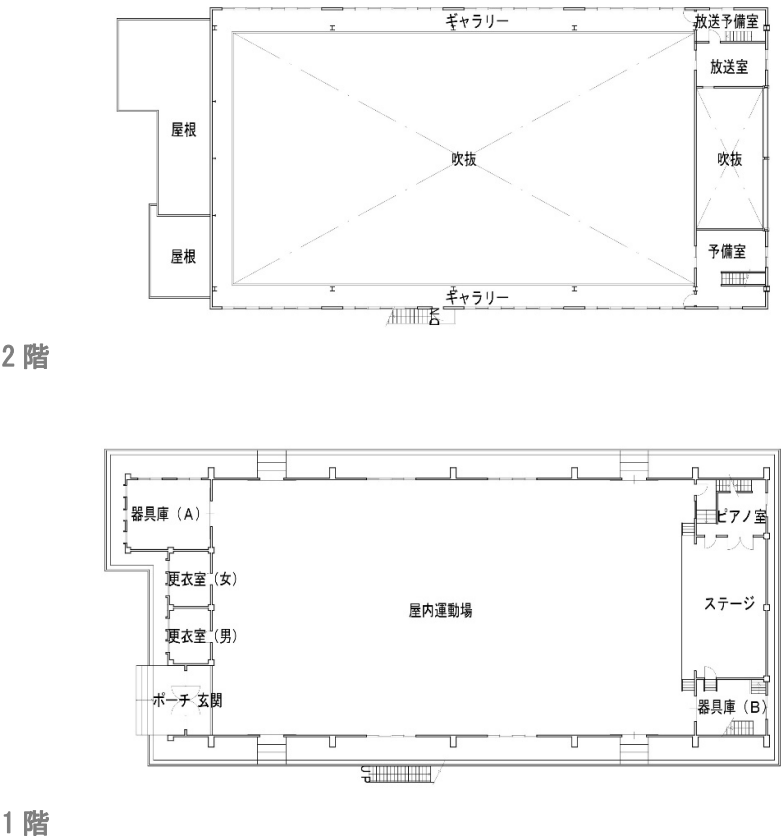 ギャラリー
放送予備室
放送室
屋根
吹抜
吹抜
屋根
予備室
ギャラリー
DN
2階
器具庫（A）
ピアノ室
更衣室（女）
ステージ
屋内運動場
更衣室（男）
ポーチ 玄関
器具庫（B）
UP
1階